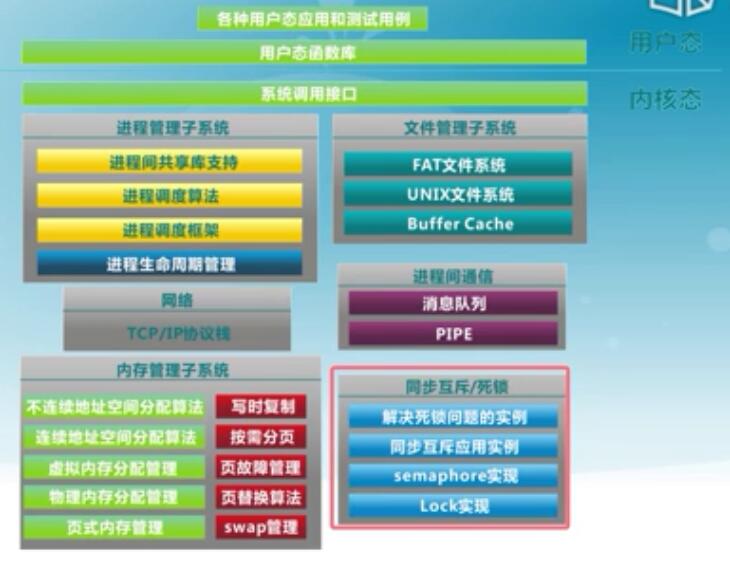 各种用户态应用和测试用例
用户态函数库
用户态
系统调用接口
内核态
进程管理子系统
进程间共享库支持
进程调度算法
进程调度框架
进程生命周期管理
文件管理子系统
FAT文件系统
UNIX文件系统
Buffer Cache
网络
TCP/IP协议栈
进程间通信
消息队列
PIPE
内存管理子系统
不连续地址空间分配算法
写时复制
连续地址空间分配算法
按需分页
虚拟内存分配管理
页故障管理
物理内存分配管理
页替换算法
页式内存管理
swap管理
同步互斥/死锁
解决死锁问题的实例
同步互斥应用实例
semaphore实现
Lock实现